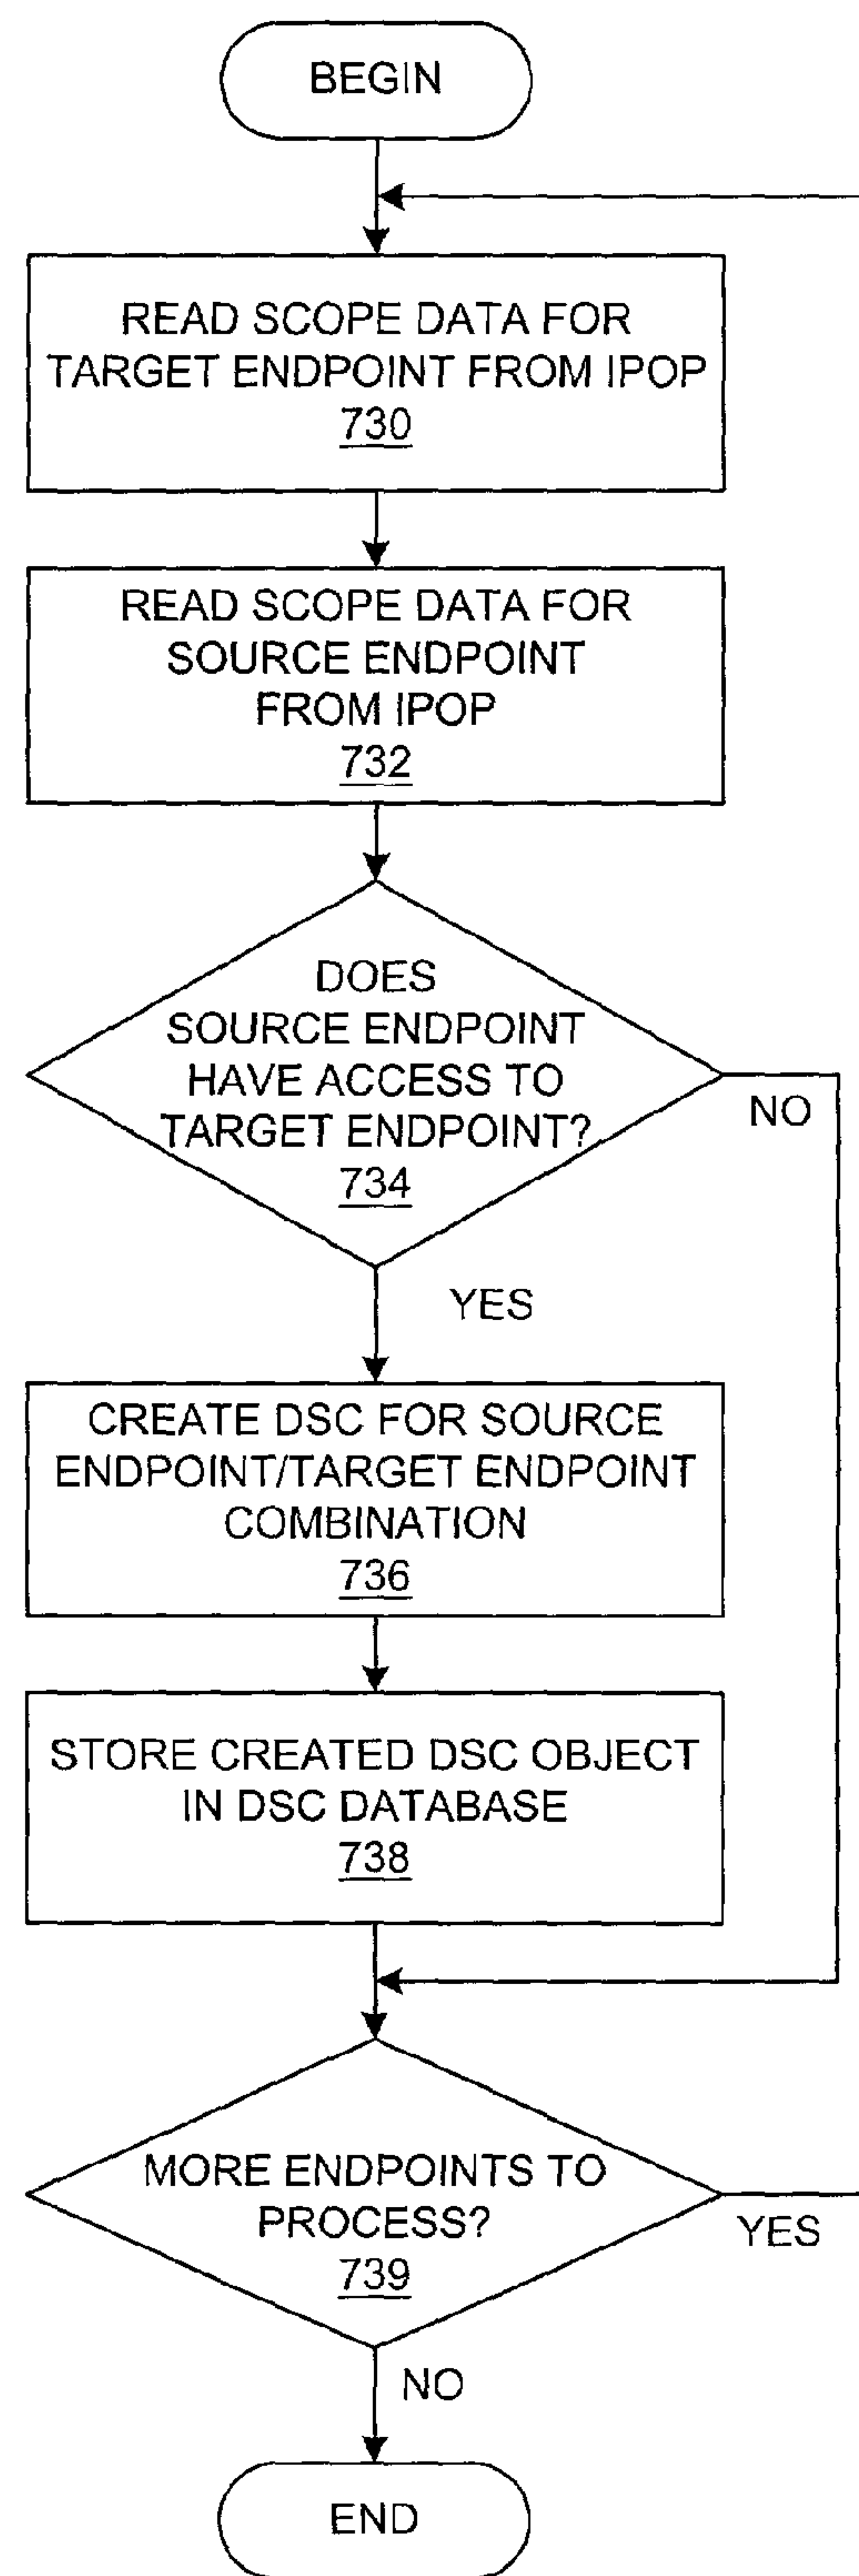 BEGIN
READ SCOPE DATA FOR
TARGET ENDPOINT FROM IPOP
730
READ SCOPE DATA FOR
SOURCE ENDPOINT
FROM IPOP
732
DOES
SOURCE ENDPOINT
HAVE ACCESS TO
TARGET ENDPOINT?
734
NO
YES
CREATE DSC FOR SOURCE
ENDPOINT/TARGET ENDPOINT
COMBINATION
736
STORE CREATED DSC OBJECT
IN DSC DATABASE
738
MORE ENDPOINTS TO
PROCESS?
739
YES
NO
END